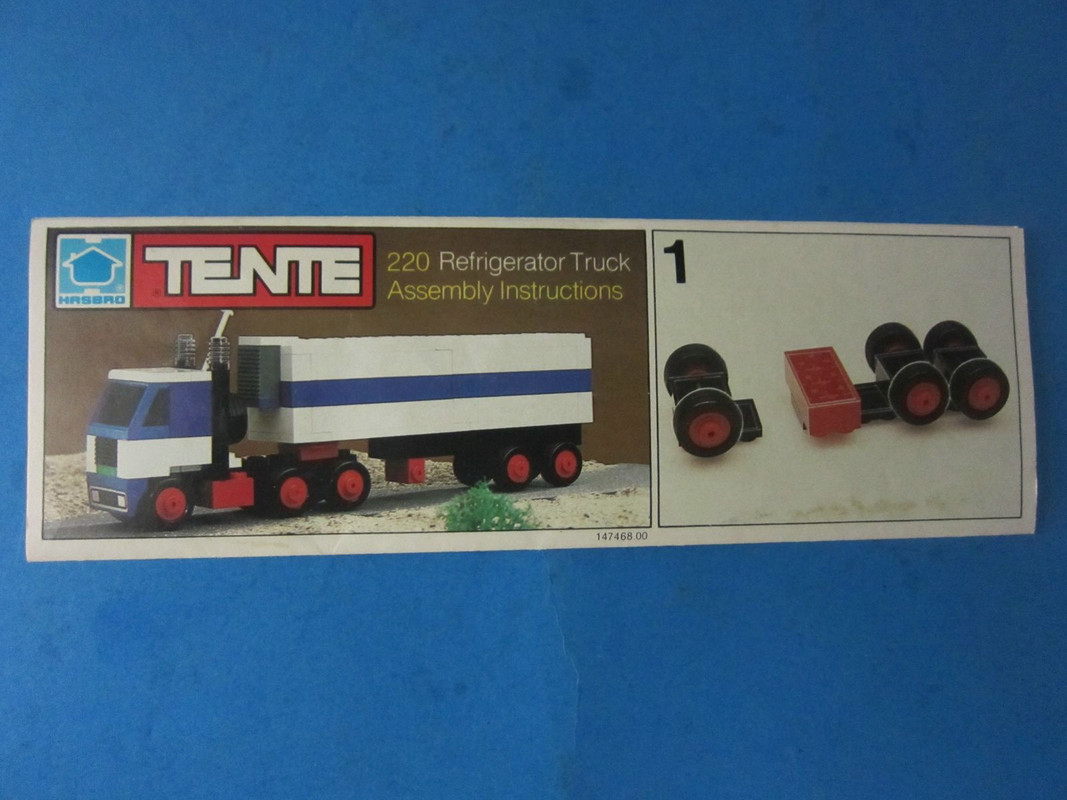 HASBRO ®
® TENTE
220 Refrigerator Truck
Assembly Instructions
147468.00
1